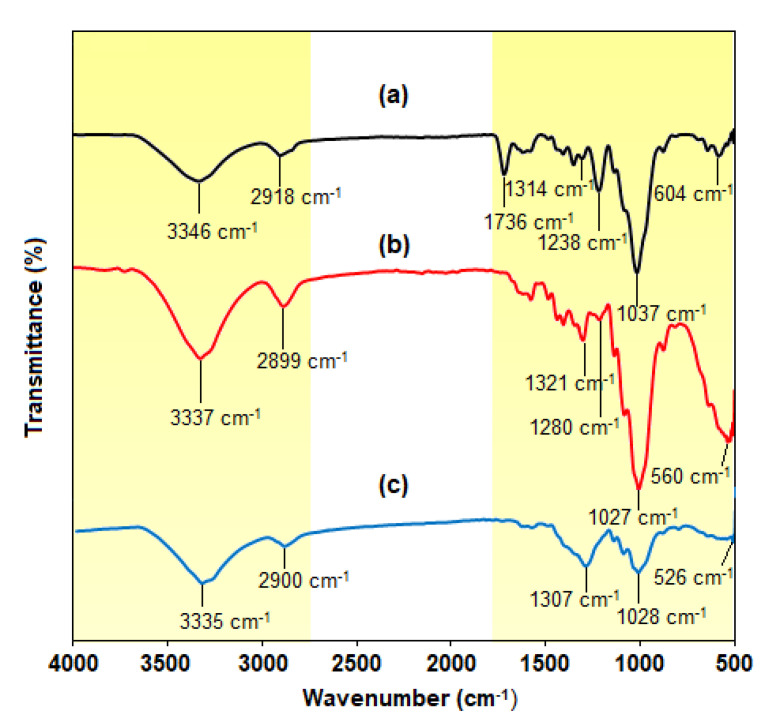 (a)
2918 cm-1
1314 cm-1
604 cm-1
1736 cm-1
3346 cm-1
1238 cm-1
(b)
1037 cm-1
2899 cm-1
1321 cm-1
3337 cm-1
1280 cm-1
560 cm-1
(c)
1027 cm-1
2900 cm-1
526 cm-1
1307 cm-1
3335 cm-1
1028 cm-1
Transmittance (%)
4000 3500 3000 2500 2000 1500 1000 500
Wavenumber (cm-1)